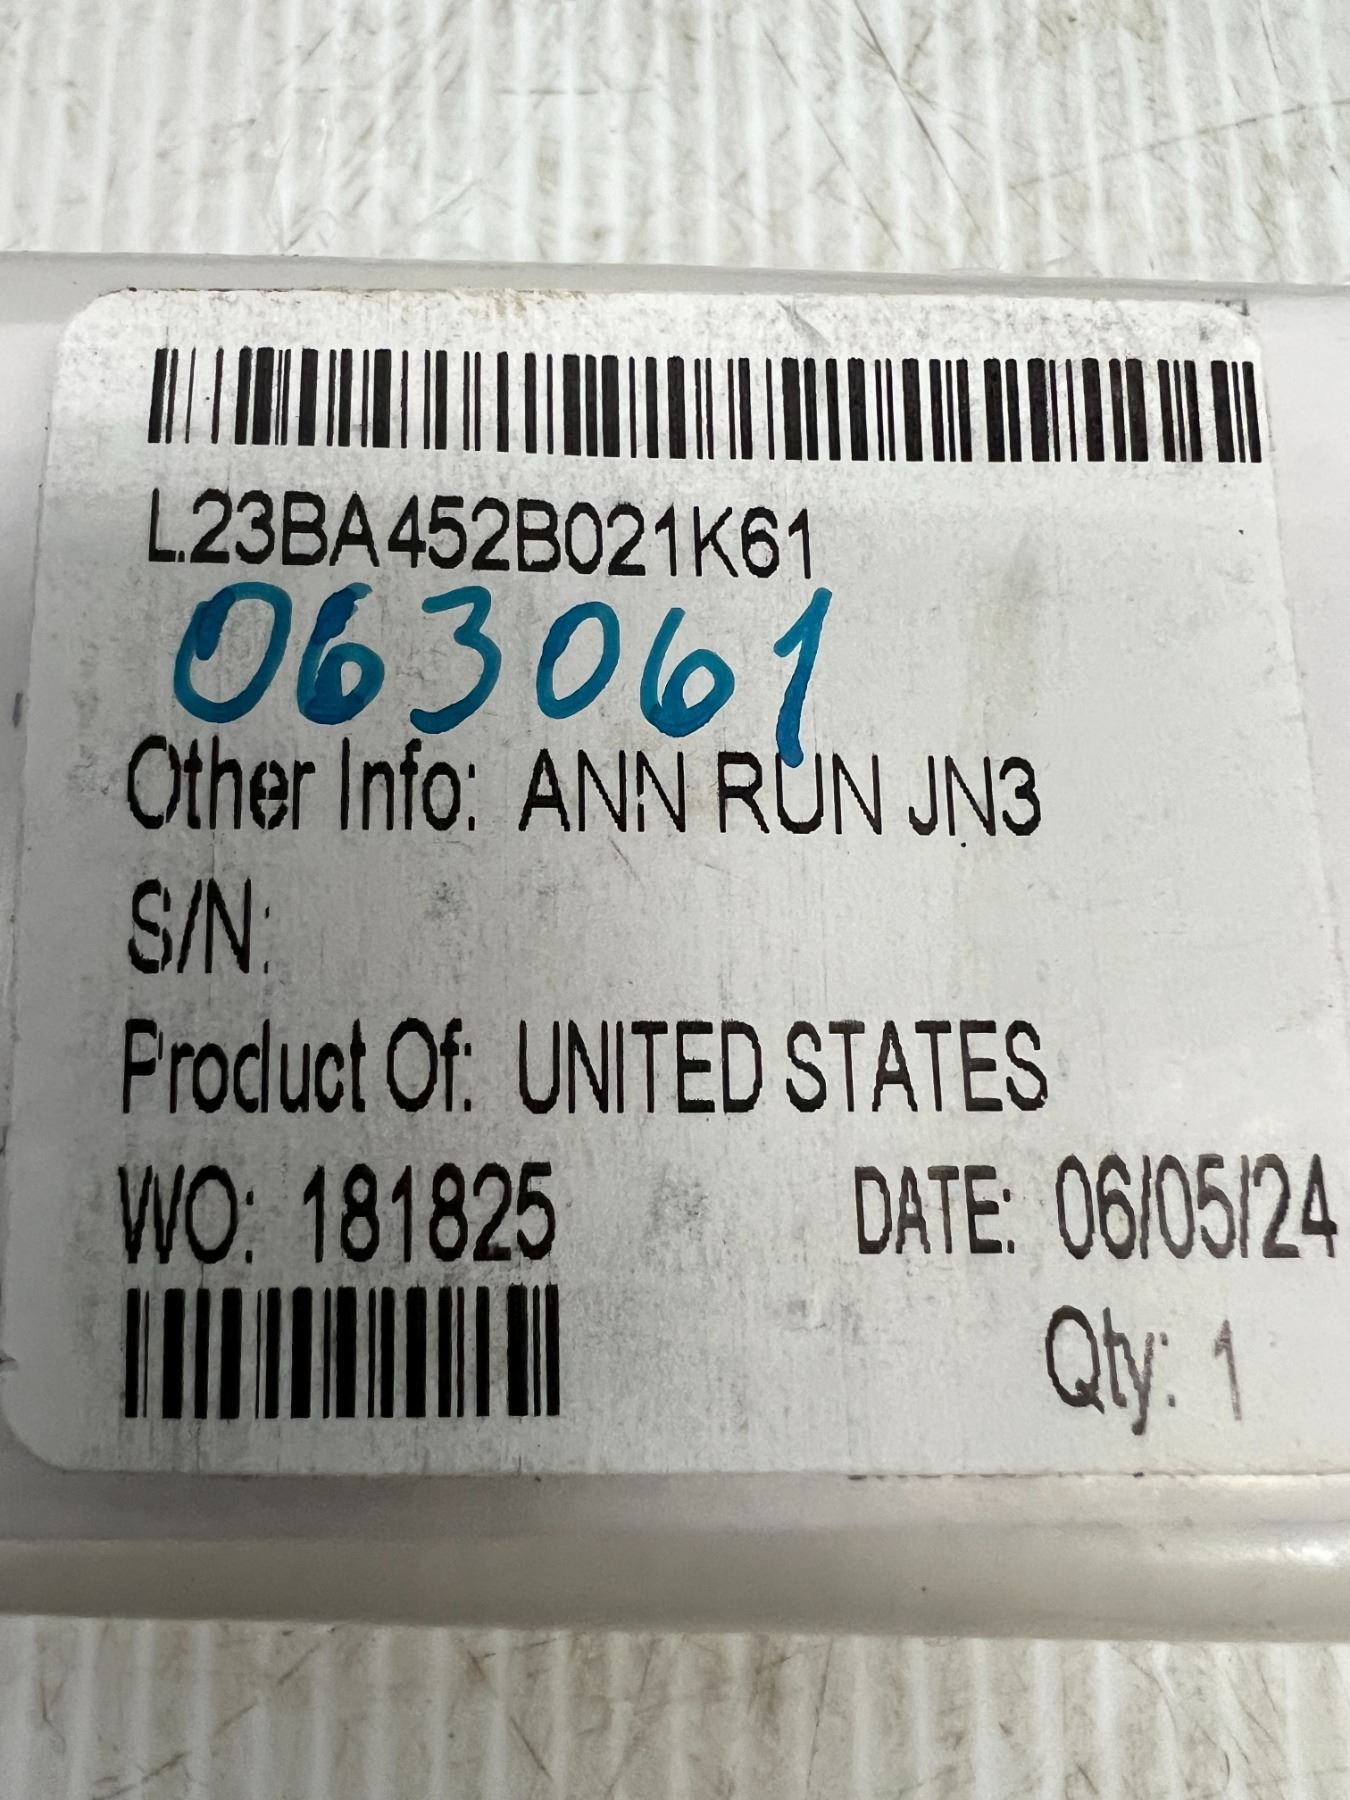 L23BA452B021K61
063061
Other Info: ANN RUN JN3
S/N:
Product Of: UNITED STATES
WO: 181825 DATE: 06/05/24
Qty: 1